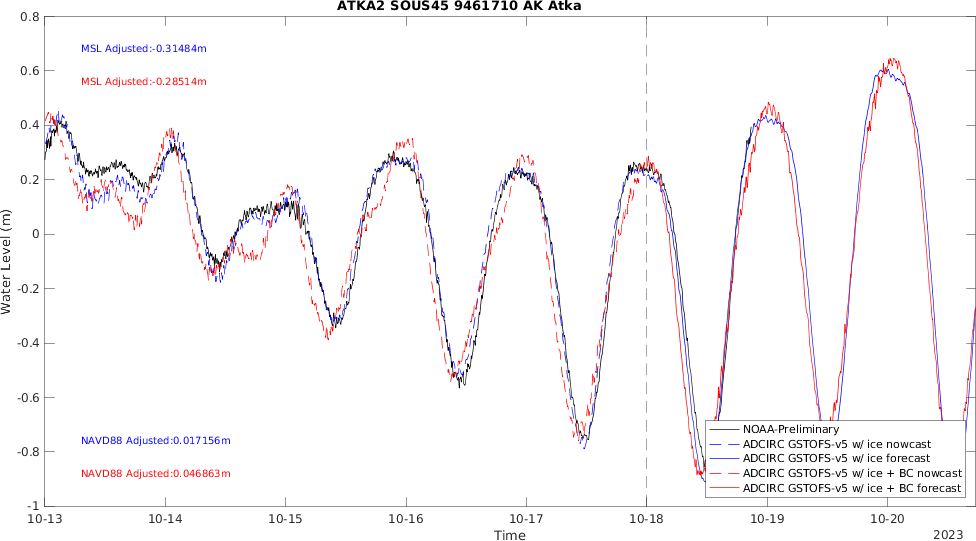 ATKA2 SOUS45 9461710 AK Atka
0.8
0.6
0.4
0.2
0
-0.2
-0.4
-0.6
-0.8
-1
Water Level (m)
MSL Adjusted:-0.31484m
MSL Adjusted:-0.28514m
NAVD88 Adjusted:0.017156m
NAVD88 Adjusted:0.046863m
NOAA-Preliminary
ADCIRC GSTOFS-v5 w/ ice nowcast
ADCIRC GSTOFS-v5 w/ ice forecast
ADCIRC GSTOFS-v5 w/ ice + BC nowcast
ADCIRC GSTOFS-v5 w/ ice + BC forecast
10-13 10-14 10-15 10-16 10-17 10-18 10-19 10-20
Time
2023